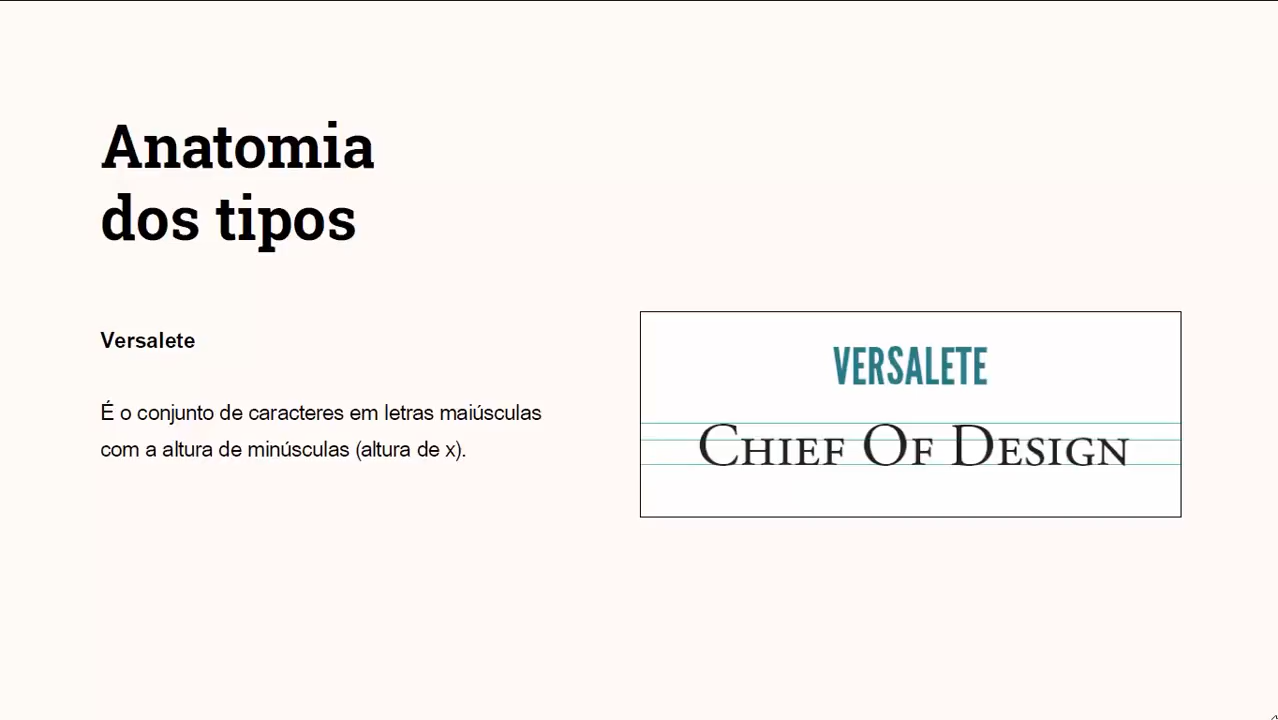 Anatomia
dos tipos
Versalete
É o conjunto de caracteres em letras maiúsculas
com a altura de minúsculas (altura de x).
VERSALETE
Chief Of Design